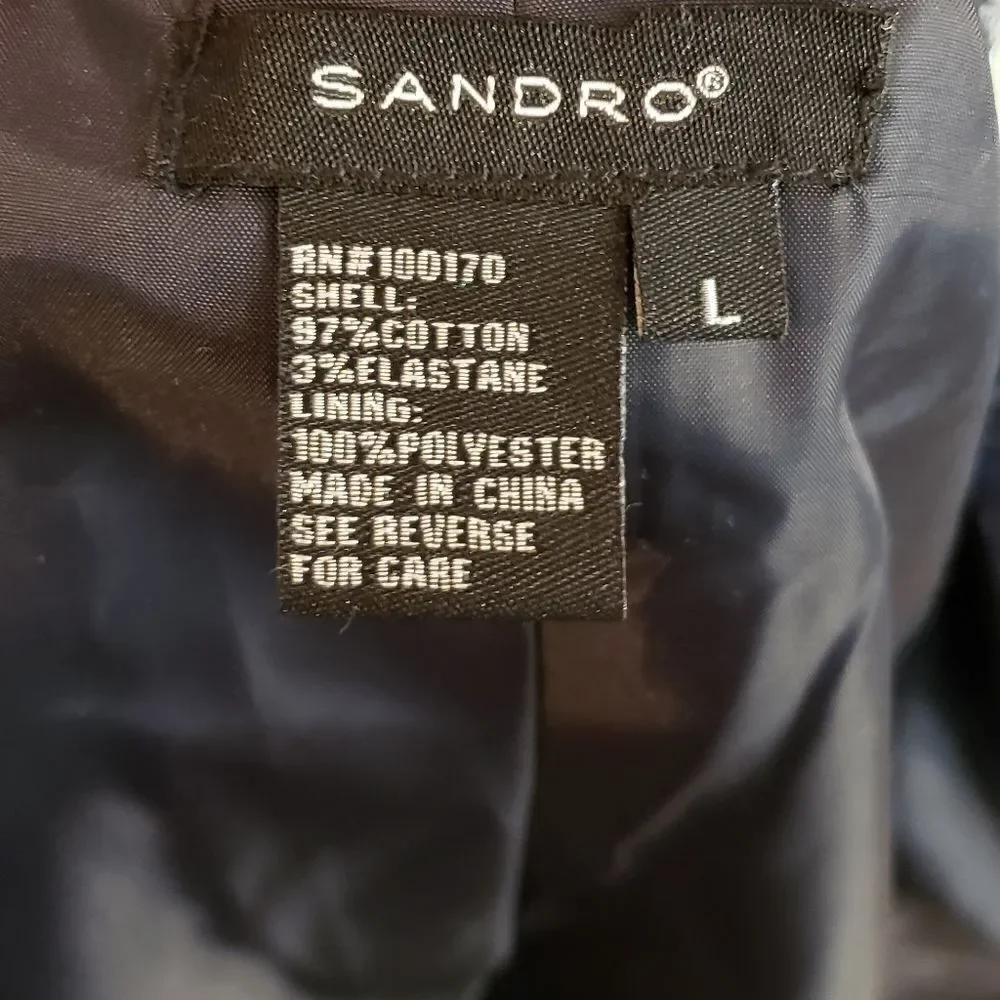 SANDRO®
RN#100170
SHELL:
97%COTTON
3%ELASTANE
LINING:
100%POLYESTER
MADE IN CHINA
SEE REVERSE
FOR CARE
L